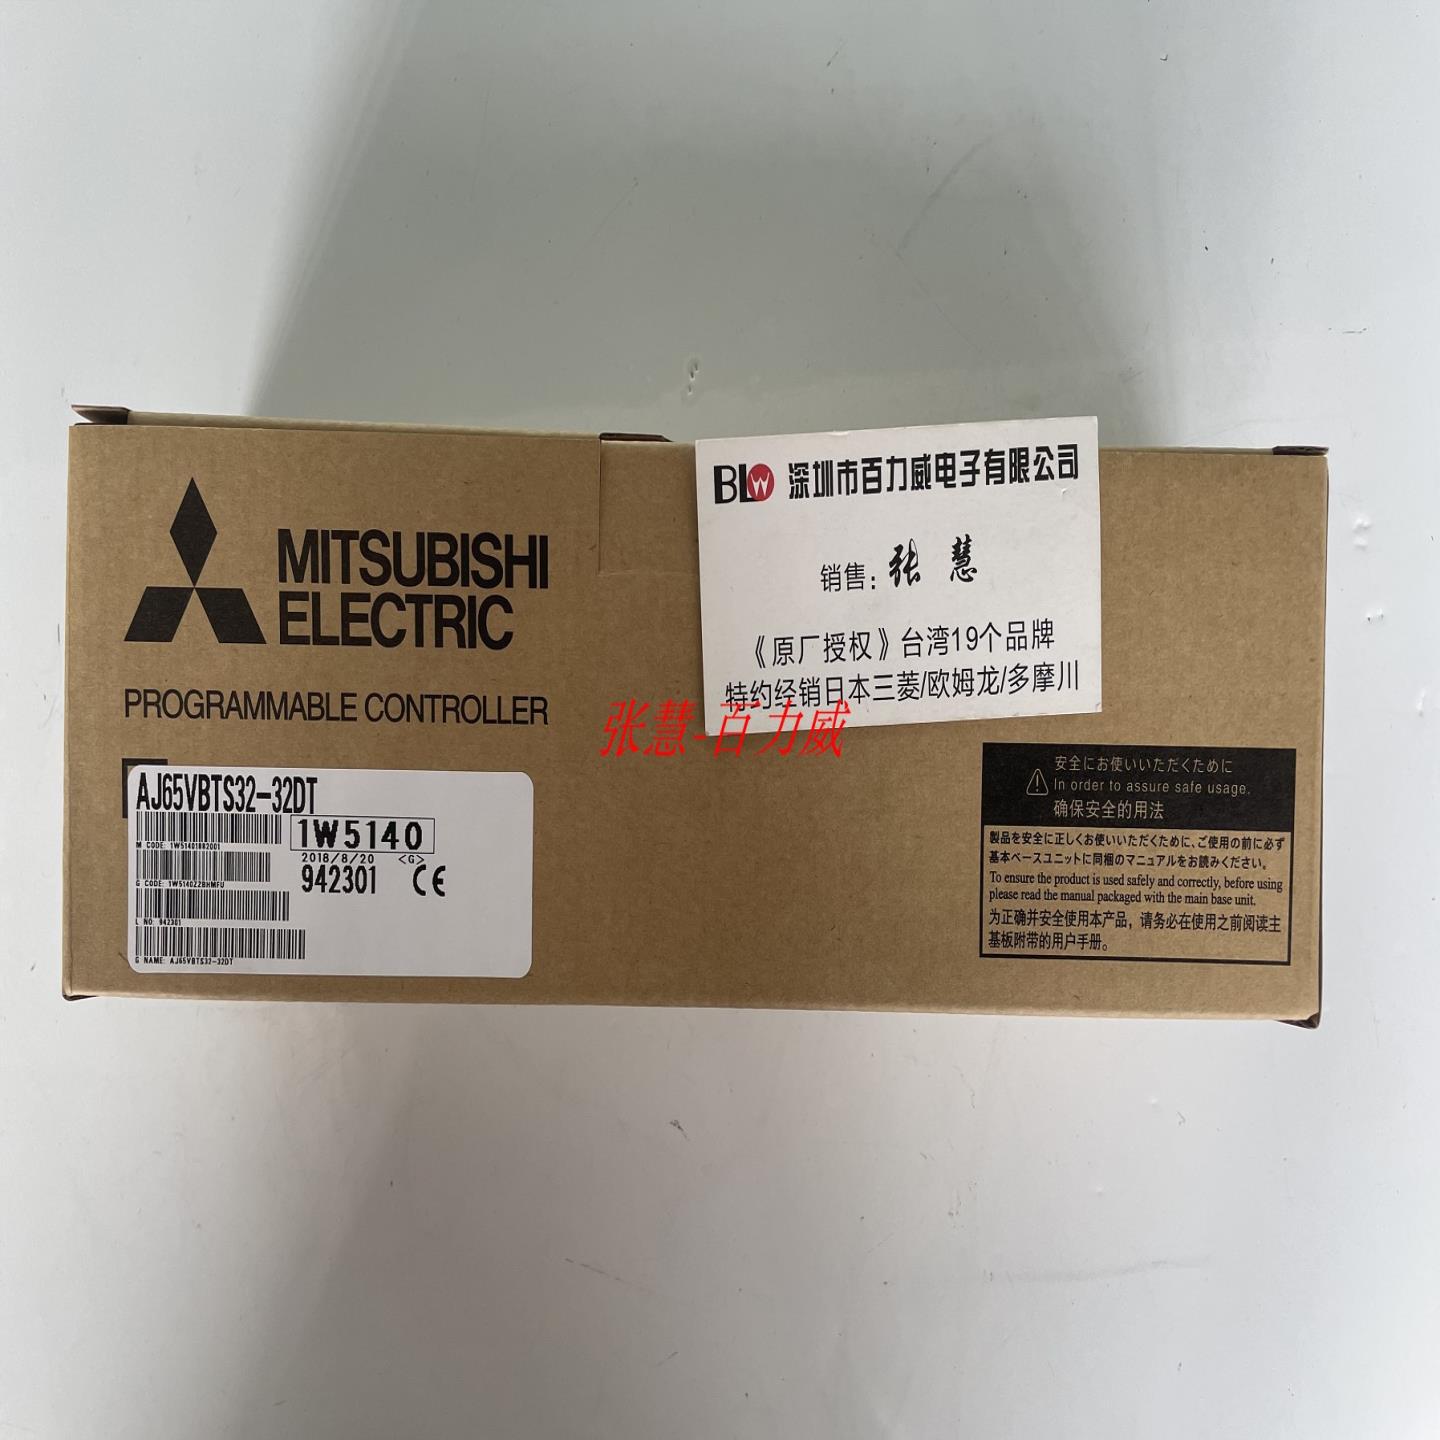 MITSUBISHI
ELECTRIC
PROGRAMMABLE CONTROLLER
BLW 深圳市百力威电子有限公司
销售：张 慧
《原厂授权》台湾19个品牌
特约经销日本三菱/欧姆龙/多摩川
张慧-百力威
AJ65VBTS32-32DT
1W5140
M CODE: 1W51401882001
2018/8/20 <G>
942301 CE
G CODE: 1W5140ZZBHMFU
L NO: 942301
G NAME: AJ65VBTS32-32DT
安全にお使いいただくために
In order to assure safe usage.
确保安全的用法
製品を安全に正しくお使いいただくために、ご使用の前に必ず
基本ベースユニットに同梱のマニュアルをお読みください。
To ensure the product is used safely and correctly, before using
please read the manual packaged with the main base unit.
为正确并安全使用本产品，请务必在使用之前阅读主
基板附带的用户手册。